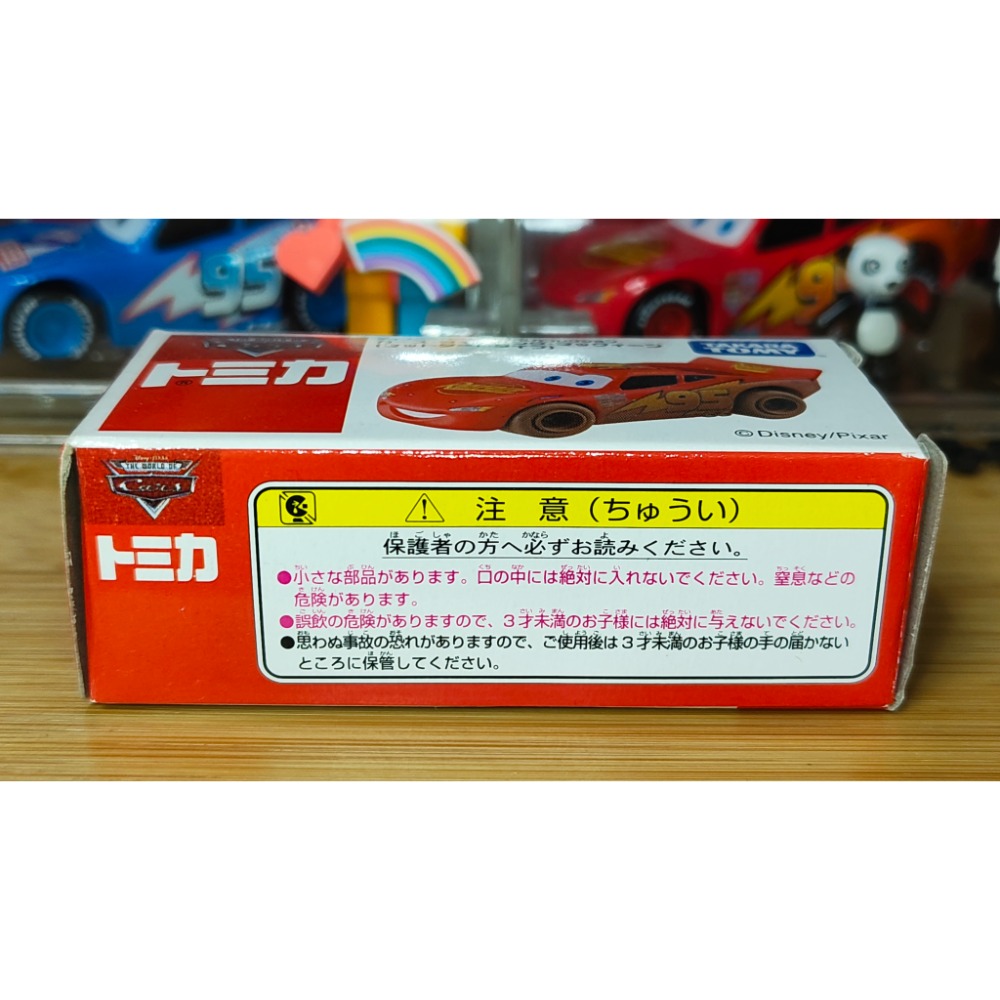 95
トミカ®
TAKARA TOMY
95
©Disney/Pixar
THE WORLD OF
Cars
トミカ
注 意(ちゅうい)
保護者の方へ必ずお読みください。
●小さな部品があります。口の中には絶対に入れないでください。窒息などの
危険があります。
●誤飲の危険がありますので、3才未満のお子様には絶対に与えないでください。
●思わぬ事故の恐れがありますので、ご使用後は3才未満のお子様の手の届かない
ところに保管してください。